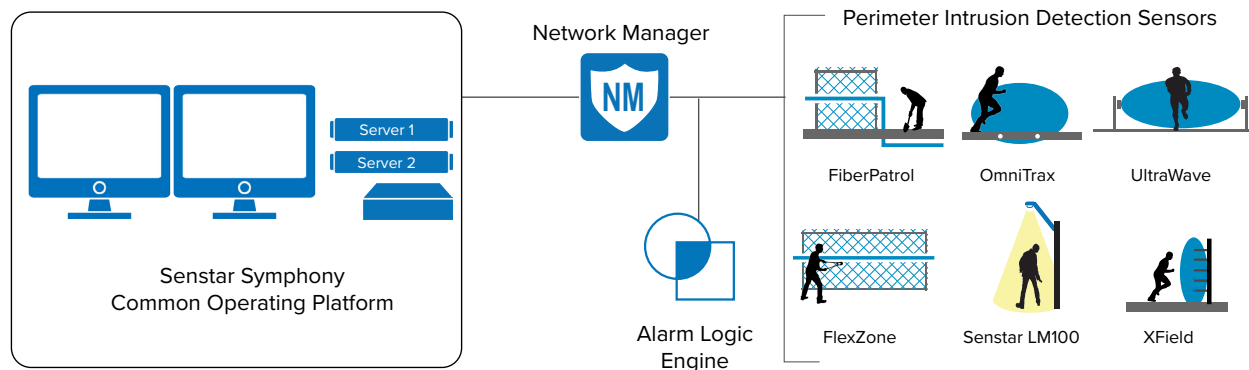 Network Manager
Perimeter Intrusion Detection Sensors
NM
Server 1
Server 2
FiberPatrol
OmniTrax
UltraWave
Senstar Symphony
Common Operating Platform
Alarm Logic
Engine
FlexZone
Senstar LM100
XField